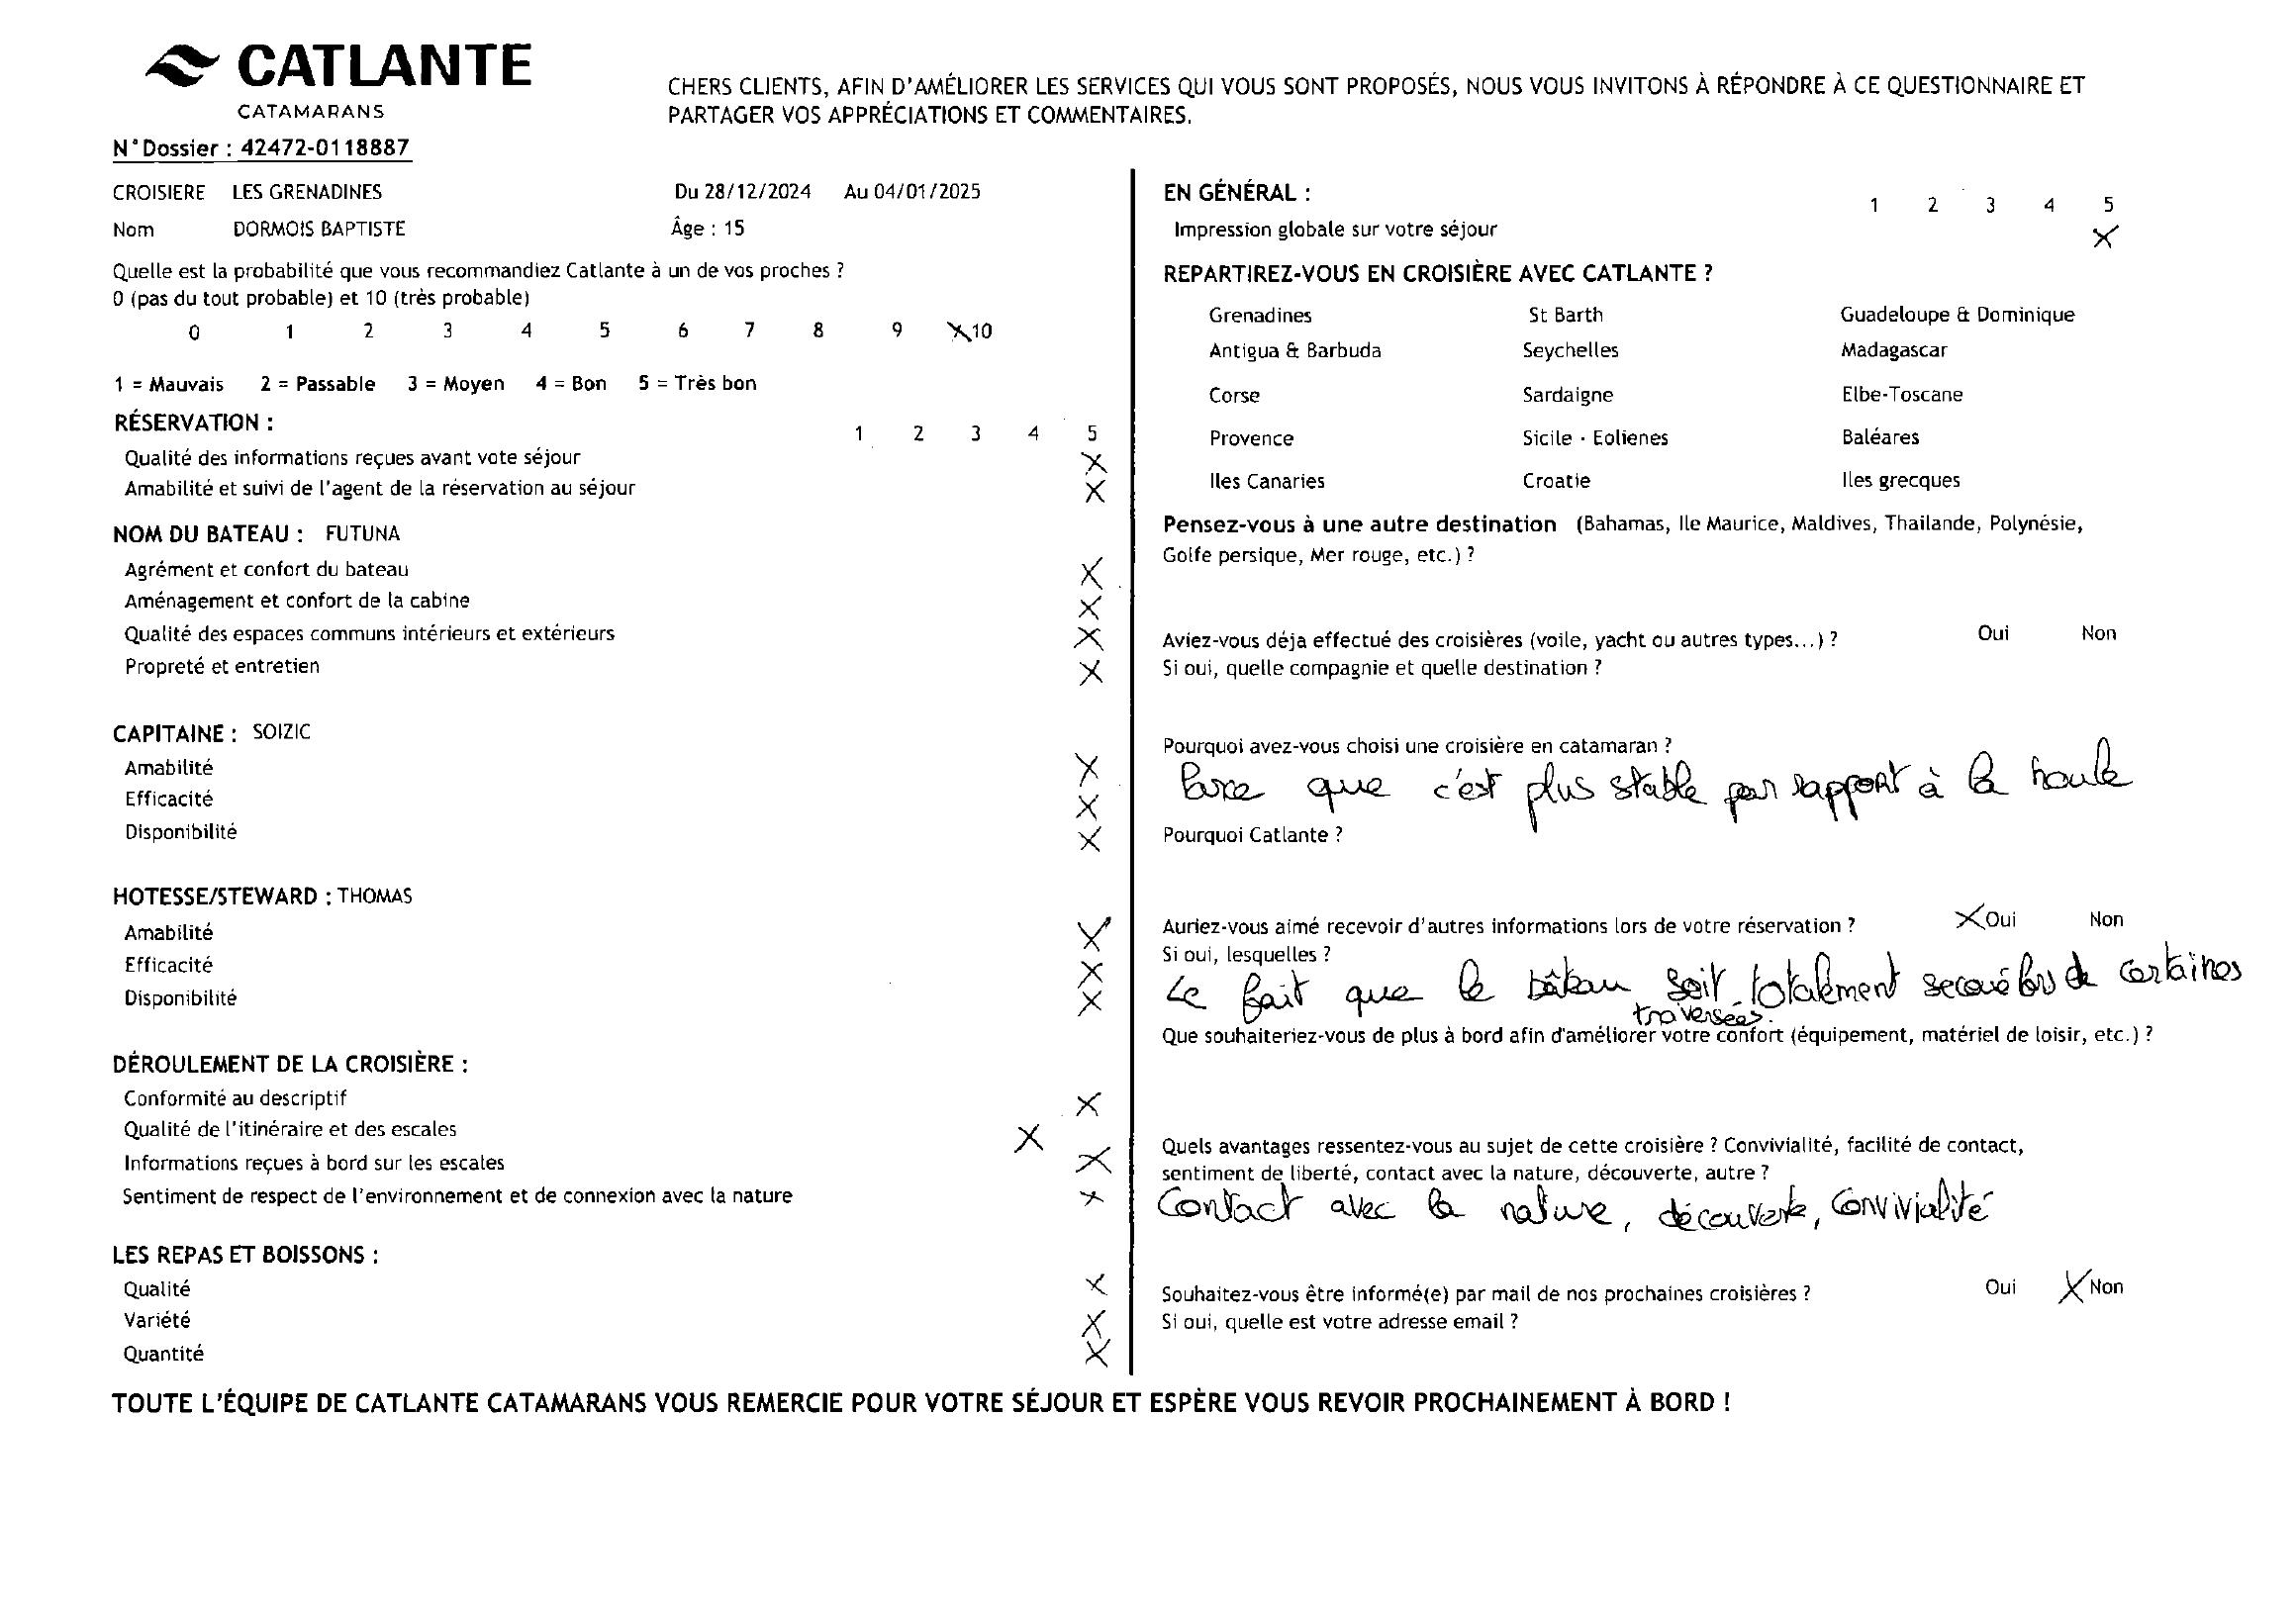 CATLANTE
CATAMARANS
CHERS CLIENTS, AFIN D'AMÉLIORER LES SERVICES QUI VOUS SONT PROPOSÉS, NOUS VOUS INVITONS À RÉPONDRE À CE QUESTIONNAIRE ET
PARTAGER VOS APPRÉCIATIONS ET COMMENTAIRES.
N°Dossier : 42472-0118887
CROISIERE LES GRENADINES Du 28/12/2024 Au 04/01/2025
Nom DORMOIS BAPTISTE Âge : 15
Quelle est la probabilité que vous recommandiez Catlante à un de vos proches ?
0 (pas du tout probable) et 10 (très probable)
0 1 2 3 4 5 6 7 8 9 X 10
1 = Mauvais 2 = Passable 3 = Moyen 4 = Bon 5 = Très bon
RÉSERVATION :
1 2 3 4 5
Qualité des informations reçues avant vote séjour X
Amabilité et suivi de l'agent de la réservation au séjour X
NOM DU BATEAU : FUTUNA
Agrément et confort du bateau X
Aménagement et confort de la cabine X
Qualité des espaces communs intérieurs et extérieurs X
Propreté et entretien X
CAPITAINE : SOIZIC
Amabilité X
Efficacité X
Disponibilité X
HOTESSE/STEWARD : THOMAS
Amabilité X
Efficacité X
Disponibilité X
DÉROULEMENT DE LA CROISIÈRE :
Conformité au descriptif X
Qualité de l'itinéraire et des escales X
Informations reçues à bord sur les escales X
Sentiment de respect de l'environnement et de connexion avec la nature X
LES REPAS ET BOISSONS :
Qualité X
Variété X
Quantité X
EN GÉNÉRAL :
1 2 3 4 5
Impression globale sur votre séjour X
REPARTIREZ-VOUS EN CROISIÈRE AVEC CATLANTE ?
Grenadines St Barth Guadeloupe & Dominique
Antigua & Barbuda Seychelles Madagascar
Corse Sardaigne Elbe-Toscane
Provence Sicile - Eolienes Baléares
Iles Canaries Croatie Iles grecques
Pensez-vous à une autre destination (Bahamas, Ile Maurice, Maldives, Thailande, Polynésie,
Golfe persique, Mer rouge, etc.) ?
Aviez-vous déja effectué des croisières (voile, yacht ou autres types...) ? Oui Non
Si oui, quelle compagnie et quelle destination ?
Pourquoi avez-vous choisi une croisière en catamaran ?
Parce que c'est plus stable par rapport à la houle
Pourquoi Catlante ?
Auriez-vous aimé recevoir d'autres informations lors de votre réservation ? X Oui Non
Si oui, lesquelles ?
Le fait que le bâteau soit totalement secoué lors de certaines
traversées.
Que souhaiteriez-vous de plus à bord afin d'améliorer votre confort (équipement, matériel de loisir, etc.) ?
Quels avantages ressentez-vous au sujet de cette croisière ? Convivialité, facilité de contact,
sentiment de liberté, contact avec la nature, découverte, autre ?
Contact avec la nature, découverte, convivialité
Souhaitez-vous être informé(e) par mail de nos prochaines croisières ? Oui X Non
Si oui, quelle est votre adresse email ?
TOUTE L'ÉQUIPE DE CATLANTE CATAMARANS VOUS REMERCIE POUR VOTRE SÉJOUR ET ESPÈRE VOUS REVOIR PROCHAINEMENT À BORD !